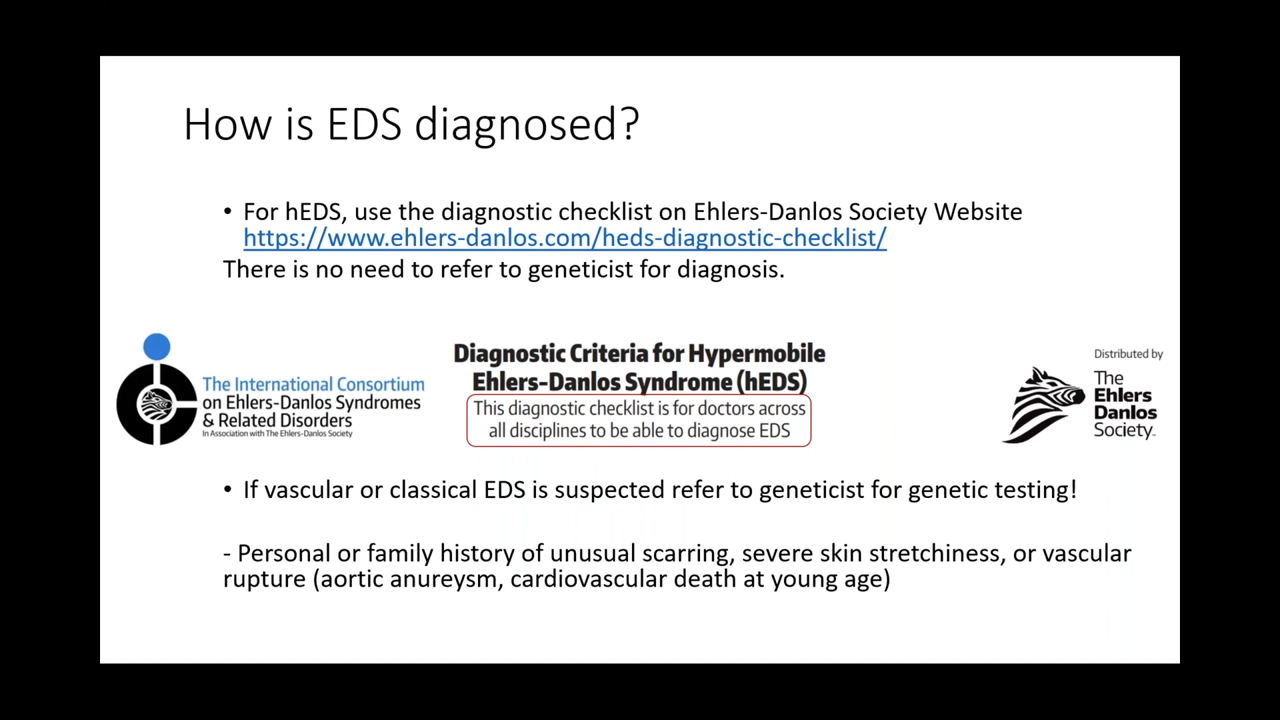 How is EDS diagnosed?
• For hEDS, use the diagnostic checklist on Ehlers-Danlos Society Website
https://www.ehlers-danlos.com/heds-diagnostic-checklist/
There is no need to refer to geneticist for diagnosis.
The International Consortium
on Ehlers-Danlos Syndromes
& Related Disorders
In Association with The Ehlers-Danlos Society
Diagnostic Criteria for Hypermobile
Ehlers-Danlos Syndrome (hEDS)
This diagnostic checklist is for doctors across
all disciplines to be able to diagnose EDS
Distributed by
The
Ehlers
Danlos
Society™
• If vascular or classical EDS is suspected refer to geneticist for genetic testing!
- Personal or family history of unusual scarring, severe skin stretchiness, or vascular
rupture (aortic anureysm, cardiovascular death at young age)